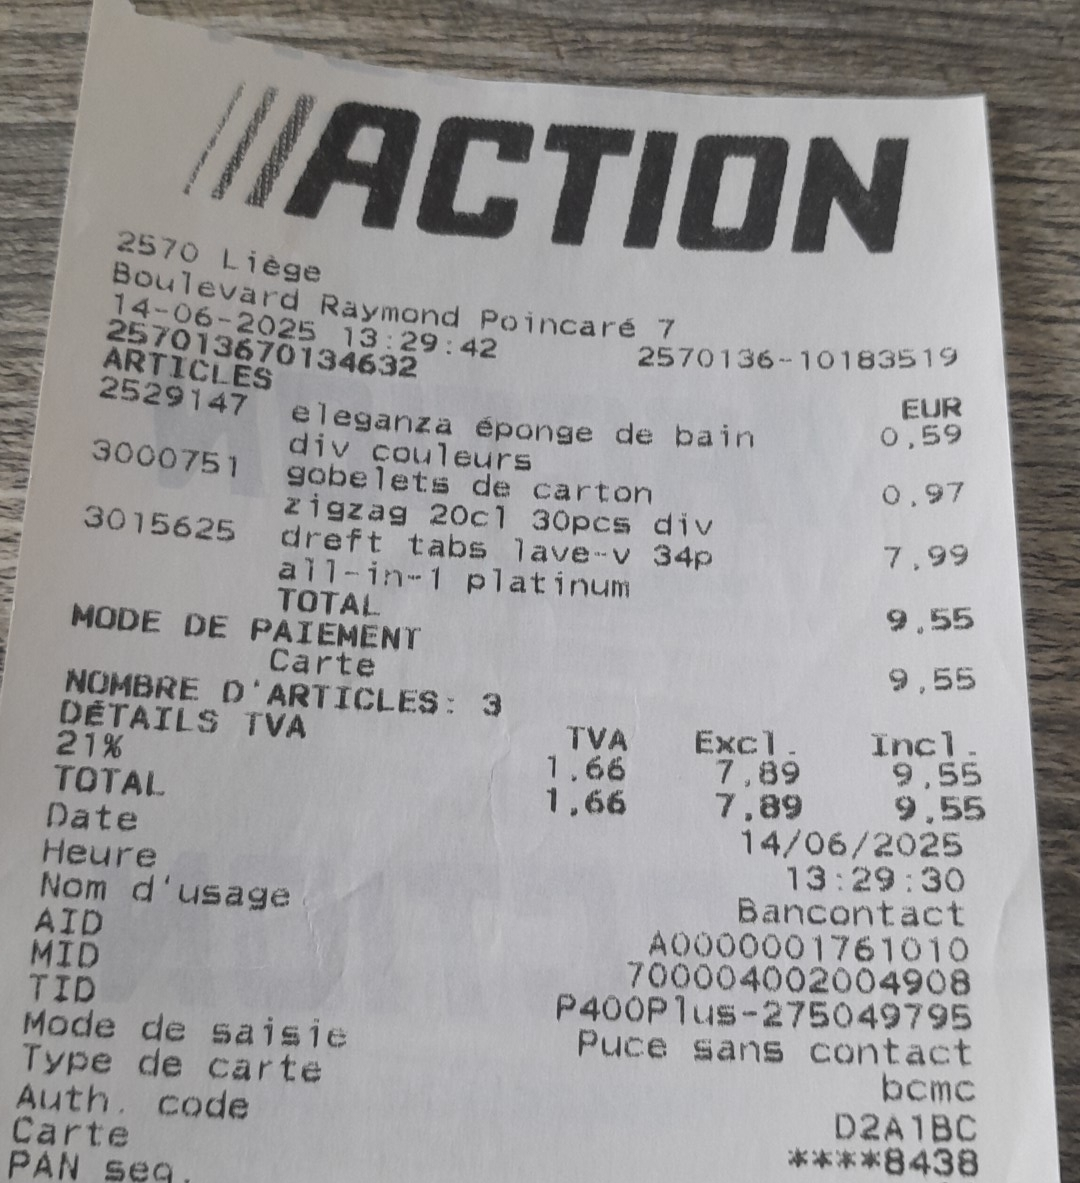 ACTION
2570 Liège
Boulevard Raymond Poincaré 7
14-06-2025 13:29:42
257013670134632 2570136-10183519
ARTICLES EUR
2529147 eleganza éponge de bain 0,59
div couleurs
3000751 gobelets de carton 0,97
zigzag 20cl 30pcs div
3015625 dreft tabs lave-v 34p 7,99
all-in-1 platinum
TOTAL 9,55
MODE DE PAIEMENT
Carte 9,55
NOMBRE D'ARTICLES: 3
DÉTAILS TVA TVA Excl. Incl.
21% 1,66 7,89 9,55
TOTAL 1,66 7,89 9,55
Date 14/06/2025
Heure 13:29:30
Nom d'usage Bancontact
AID A0000001761010
MID 700004002004908
TID P400Plus-275049795
Mode de saisie Puce sans contact
Type de carte bcmc
Auth. code D2A1BC
Carte ****8438
PAN seq.